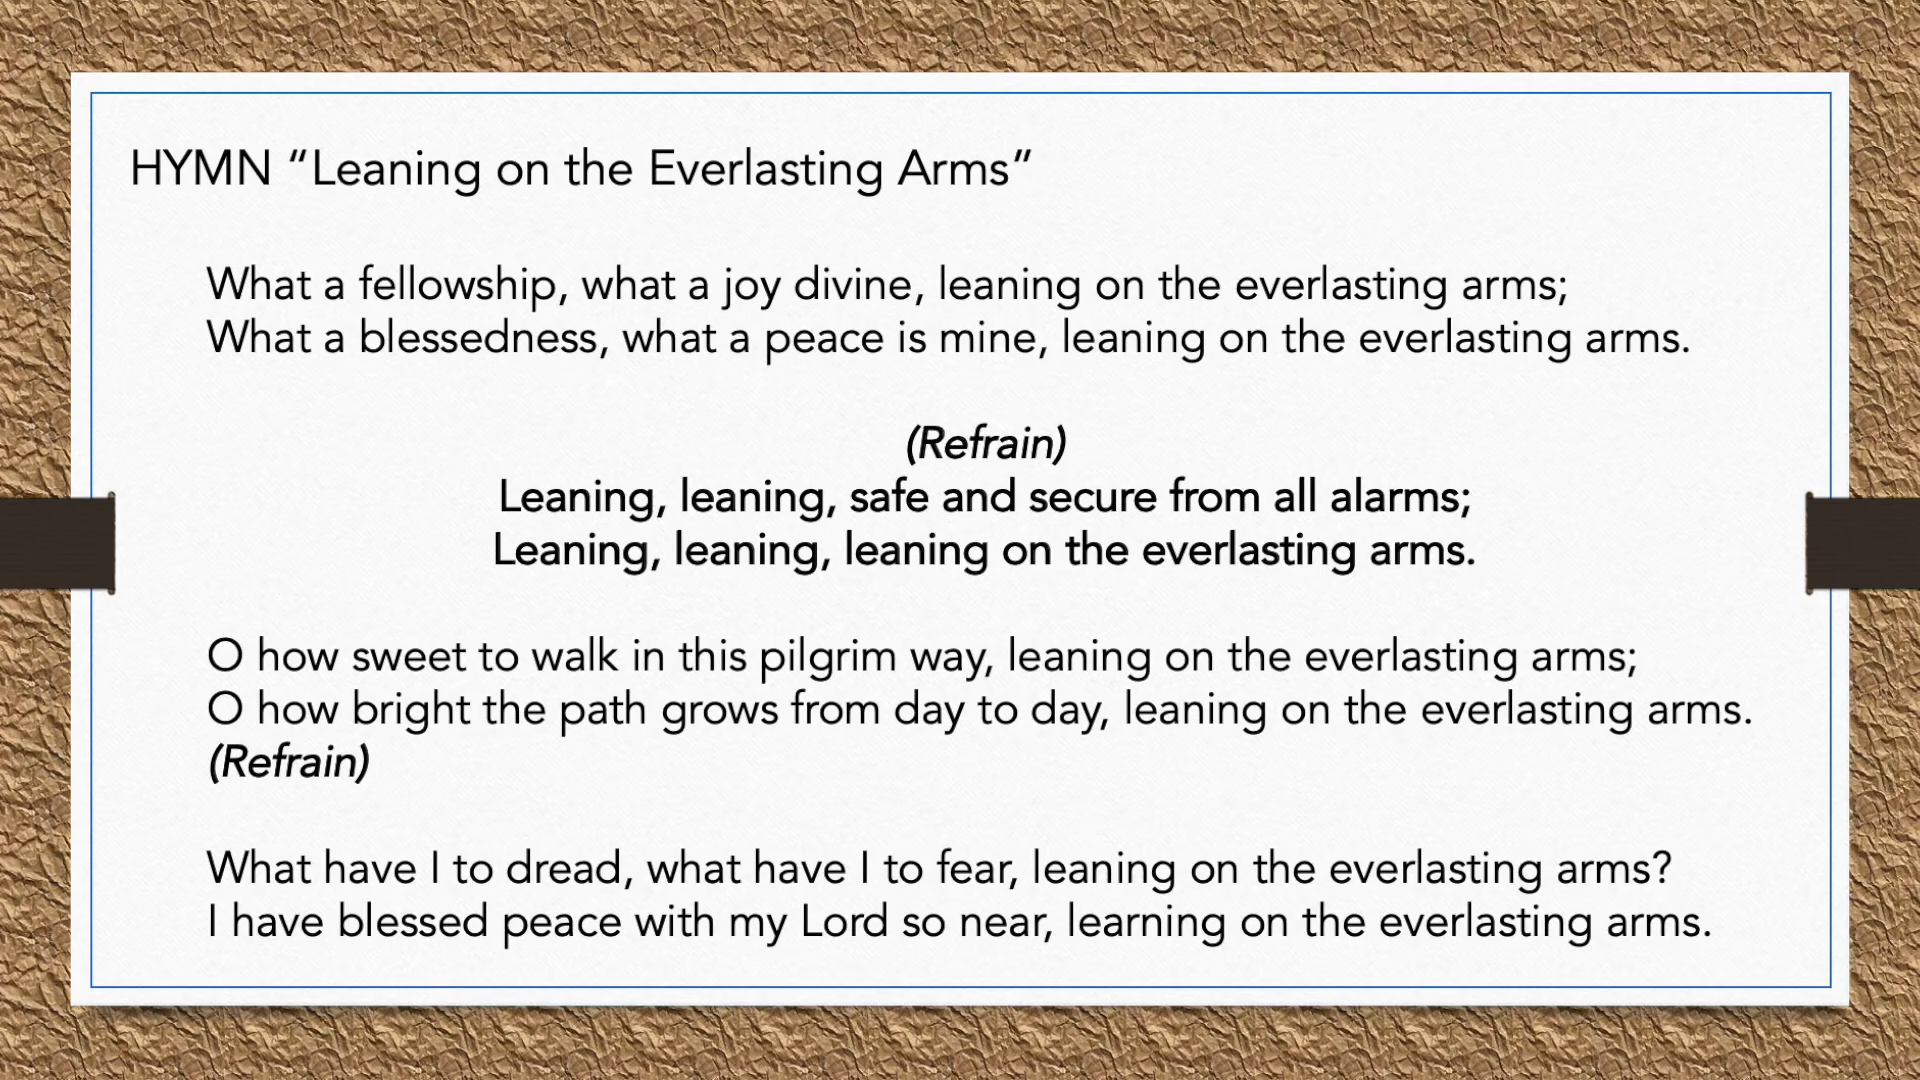 HYMN “Leaning on the Everlasting Arms”
What a fellowship, what a joy divine, leaning on the everlasting arms;
What a blessedness, what a peace is mine, leaning on the everlasting arms.
(Refrain)
Leaning, leaning, safe and secure from all alarms;
Leaning, leaning, leaning on the everlasting arms.
O how sweet to walk in this pilgrim way, leaning on the everlasting arms;
O how bright the path grows from day to day, leaning on the everlasting arms.
(Refrain)
What have I to dread, what have I to fear, leaning on the everlasting arms?
I have blessed peace with my Lord so near, learning on the everlasting arms.